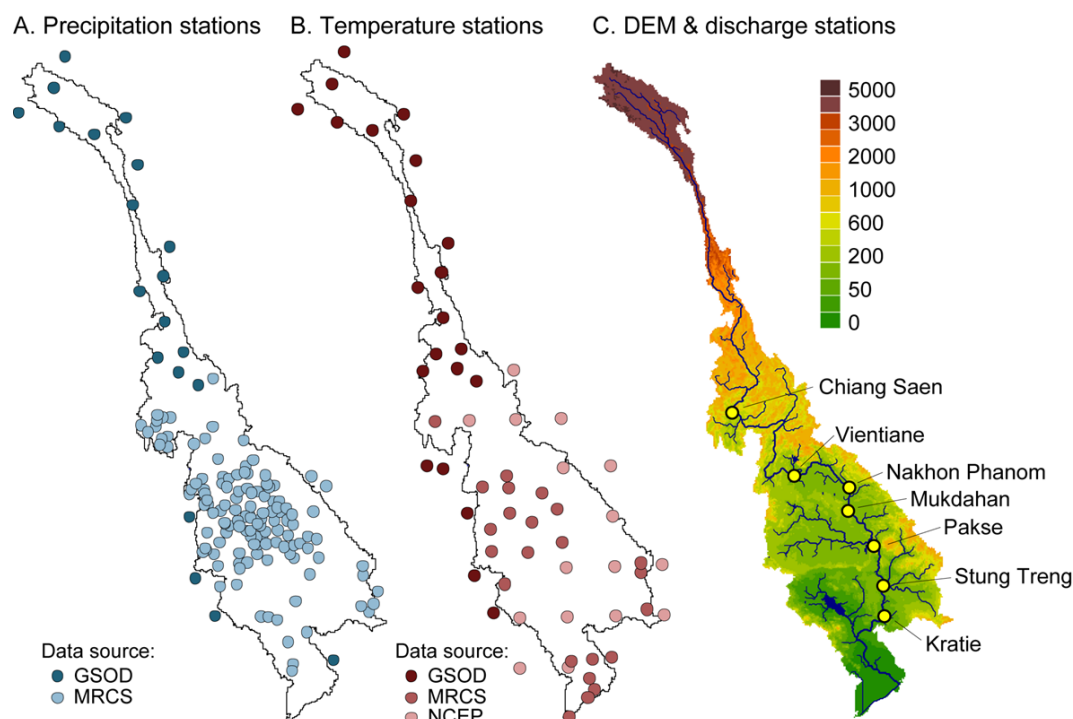 A. Precipitation stations
B. Temperature stations
C. DEM & discharge stations
5000
3000
2000
1000
600
200
50
0
Chiang Saen
Vientiane
Nakhon Phanom
Mukdahan
Pakse
Stung Treng
Kratie
Data source:
GSOD
MRCS
Data source:
GSOD
MRCS
NCEP